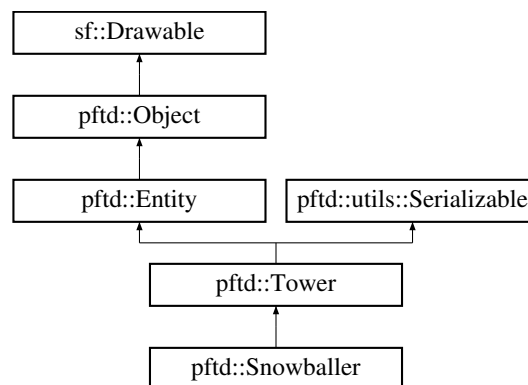 sf::Drawable
pftd::Object
pftd::Entity
pftd::utils::Serializable
pftd::Tower
pftd::Snowballer